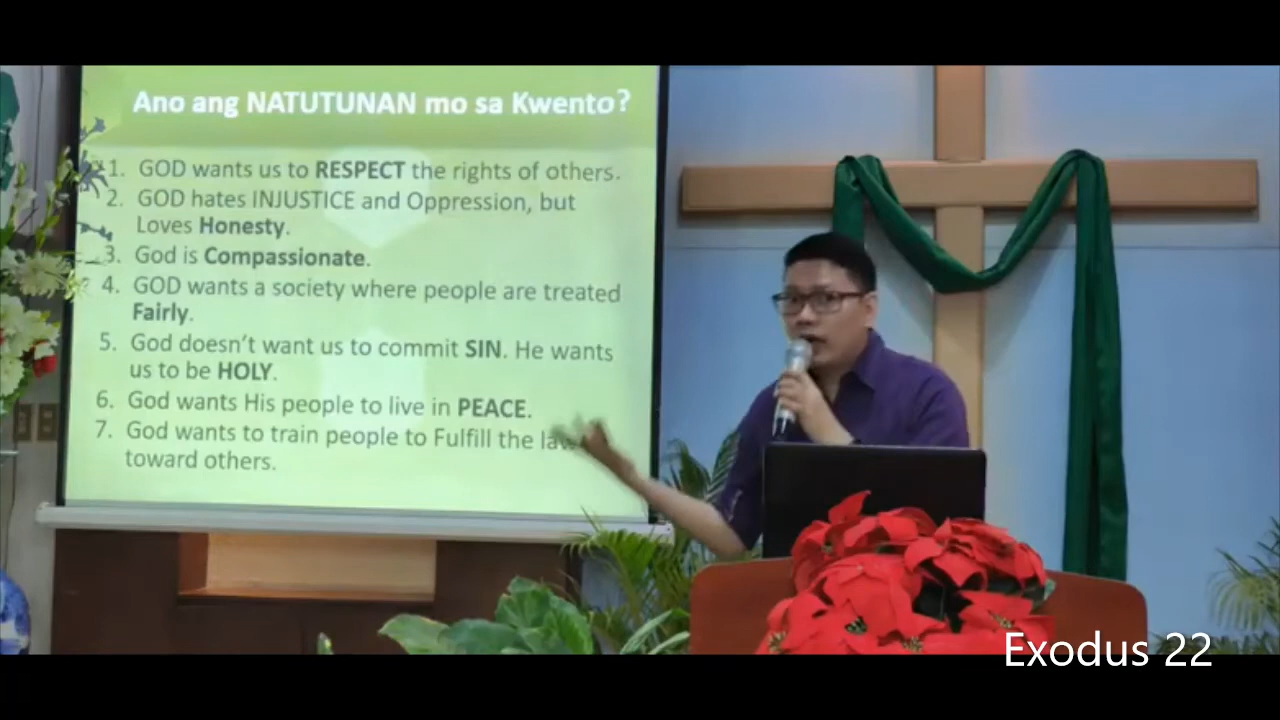 Ano ang NATUTUNAN mo sa Kwento?
1. GOD wants us to RESPECT the rights of others.
2. GOD hates INJUSTICE and Oppression, but
Loves Honesty.
3. God is Compassionate.
4. GOD wants a society where people are treated
Fairly.
5. God doesn't want us to commit SIN. He wants
us to be HOLY.
6. God wants His people to live in PEACE.
7. God wants to train people to Fulfill the law
toward others.
Exodus 22